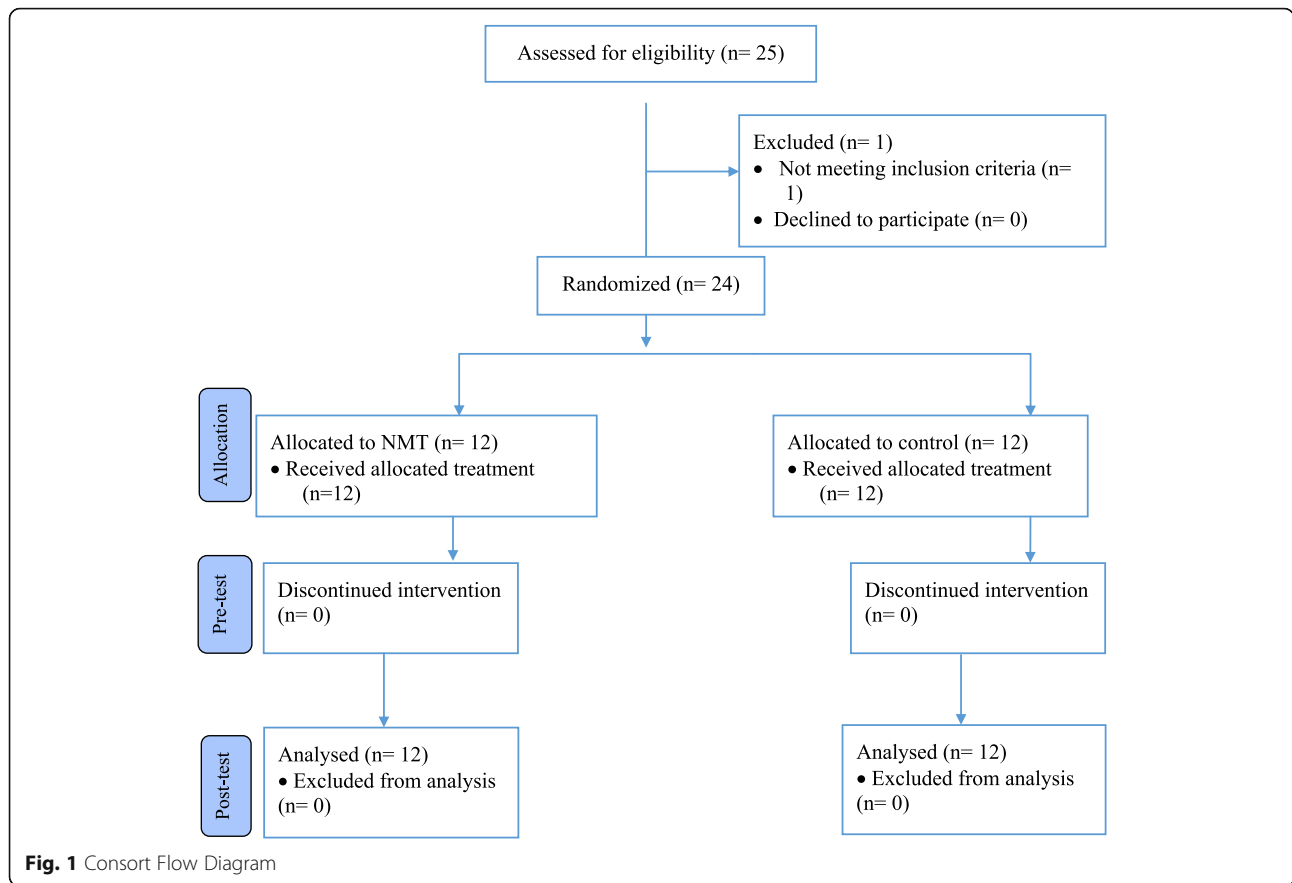 Assessed for eligibility (n= 25)
Excluded (n= 1)
• Not meeting inclusion criteria (n=
1)
• Declined to participate (n= 0)
Randomized (n= 24)
Allocation
Allocated to NMT (n= 12)
• Received allocated treatment
(n=12)
Allocated to control (n= 12)
• Received allocated treatment
(n= 12)
Pre-test
Discontinued intervention
(n= 0)
Discontinued intervention
(n= 0)
Post-test
Analysed (n= 12)
• Excluded from analysis
(n= 0)
Analysed (n= 12)
• Excluded from analysis
(n= 0)
Fig. 1 Consort Flow Diagram